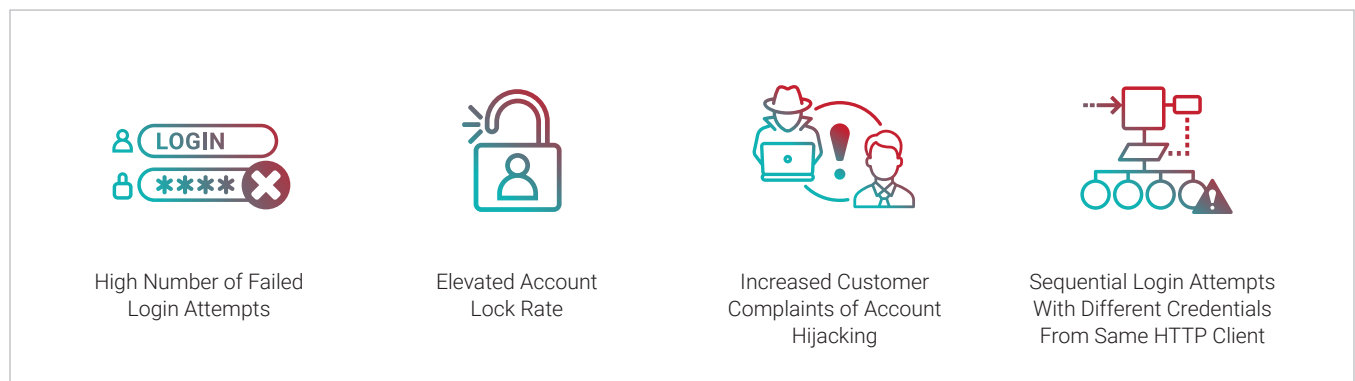 LOGIN
****
High Number of Failed
Login Attempts
Elevated Account
Lock Rate
Increased Customer
Complaints of Account
Hijacking
Sequential Login Attempts
With Different Credentials
From Same HTTP Client